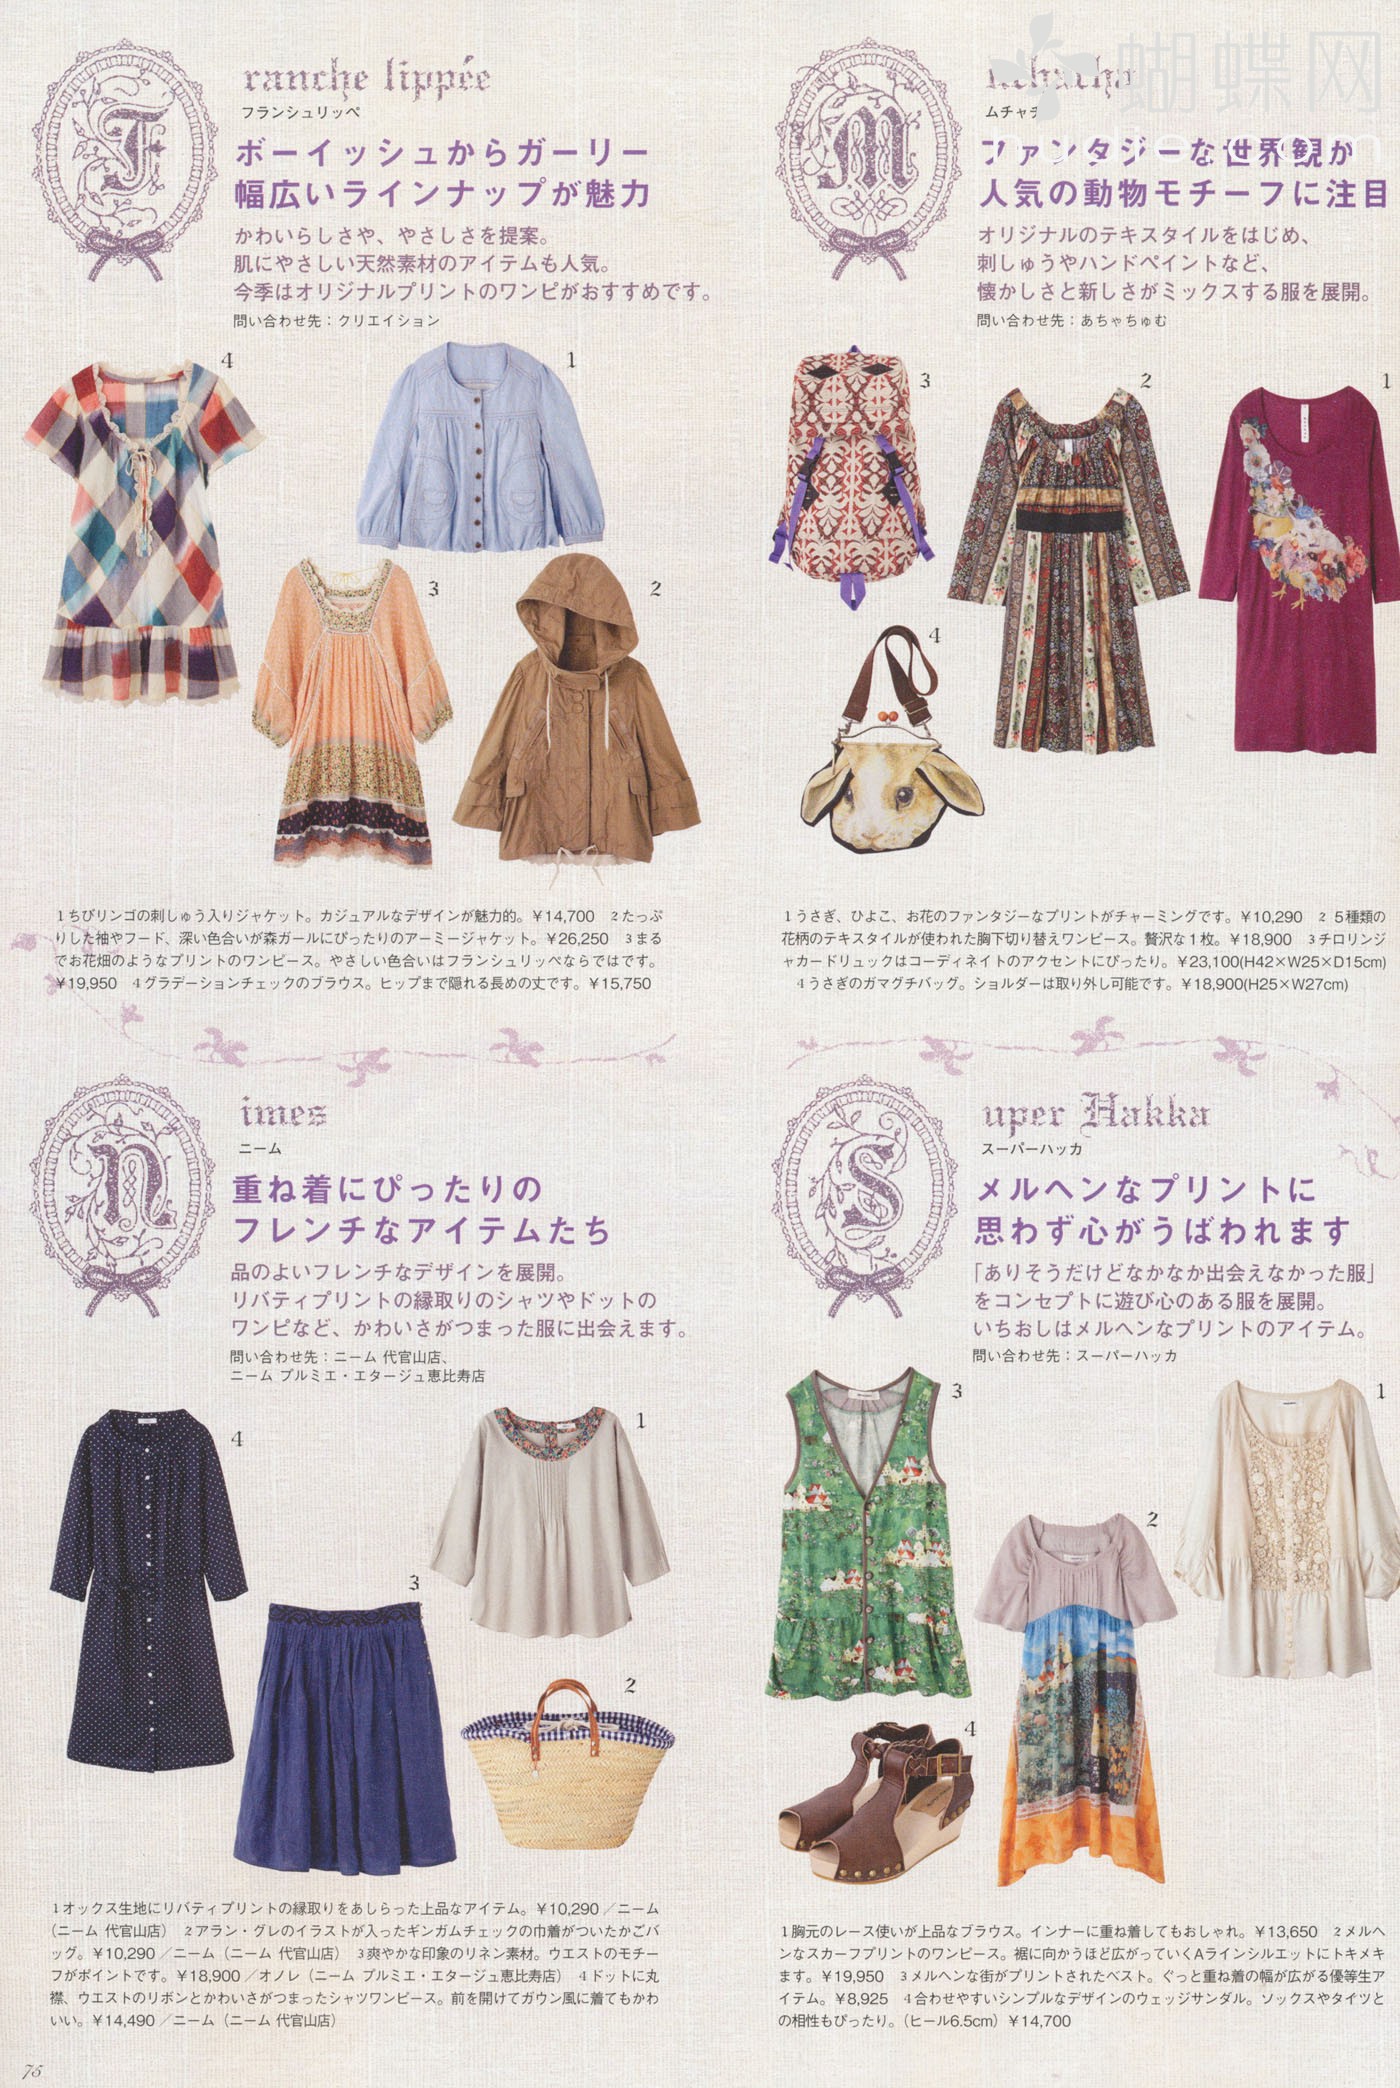 F
ranche lippée
フランシュリッペ
ボーイッシュからガーリー
幅広いラインナップが魅力
かわいらしさや、やさしさを提案。
肌にやさしい天然素材のアイテムも人気。
今季はオリジナルプリントのワンピがおすすめです。
問い合わせ先：クリエイション
4
1
3
2
1ちびリンゴの刺しゅう入りジャケット。カジュアルなデザインが魅力的。¥14,700　2たっぷ
りした袖やフード、深い色合いが森ガールにぴったりのアーミージャケット。¥26,250　3まる
でお花畑のようなプリントのワンピース。やさしい色合いはフランシュリッペならではです。
¥19,950　4グラデーションチェックのブラウス。ヒップまで隠れる長めの丈です。¥15,750
M
ムチャチャ
蝴蝶网
ファンタジーな世界観が
人気の動物モチーフに注目
オリジナルのテキスタイルをはじめ、
刺しゅうやハンドペイントなど、
懐かしさと新しさがミックスする服を展開。
問い合わせ先：あちゃちゅむ
3
2
1
4
1うさぎ、ひよこ、お花のファンタジーなプリントがチャーミングです。¥10,290　2 5種類の
花柄のテキスタイルが使われた胸下切り替えワンピース。贅沢な1枚。¥18,900　3チロリンジ
ャカードリュックはコーディネイトのアクセントにぴったり。¥23,100(H42×W25×D15cm)
4うさぎのガマグチバッグ。ショルダーは取り外し可能です。¥18,900(H25×W27cm)
n
imes
ニーム
重ね着にぴったりの
フレンチなアイテムたち
品のよいフレンチなデザインを展開。
リバティプリントの縁取りのシャツやドットの
ワンピなど、かわいさがつまった服に出会えます。
問い合わせ先：ニーム 代官山店、
ニーム プルミエ・エタージュ恵比寿店
4
1
3
2
1オックス生地にリバティプリントの縁取りをあしらった上品なアイテム。¥10,290／ニーム
（ニーム 代官山店）　2アラン・グレのイラストが入ったギンガムチェックの巾着がついたかごバ
ッグ。¥10,290／ニーム（ニーム 代官山店）　3爽やかな印象のリネン素材。ウエストのモチー
フがポイントです。¥18,900／オノレ（ニーム プルミエ・エタージュ恵比寿店）　4ドットに丸
襟、ウエストのリボンとかわいさがつまったシャツワンピース。前を開けてガウン風に着てもかわ
いい。¥14,490／ニーム（ニーム 代官山店）
S
uper Hakka
スーパーハッカ
メルヘンなプリントに
思わず心がうばわれます
「ありそうだけどなかなか出会えなかった服」
をコンセプトに遊び心のある服を展開。
いちおしはメルヘンなプリントのアイテム。
問い合わせ先：スーパーハッカ
3
1
2
4
1胸元のレース使いが上品なブラウス。インナーに重ね着してもおしゃれ。¥13,650　2メルヘ
ンなスカーフプリントのワンピース。裾に向かうほど広がっていくAラインシルエットにトキメキ
ます。¥19,950　3メルヘンな街がプリントされたベスト。ぐっと重ね着の幅が広がる優等生ア
イテム。¥8,925　4合わせやすいシンプルなデザインのウェッジサンダル。ソックスやタイツと
の相性もぴったり。（ヒール6.5cm）¥14,700
75